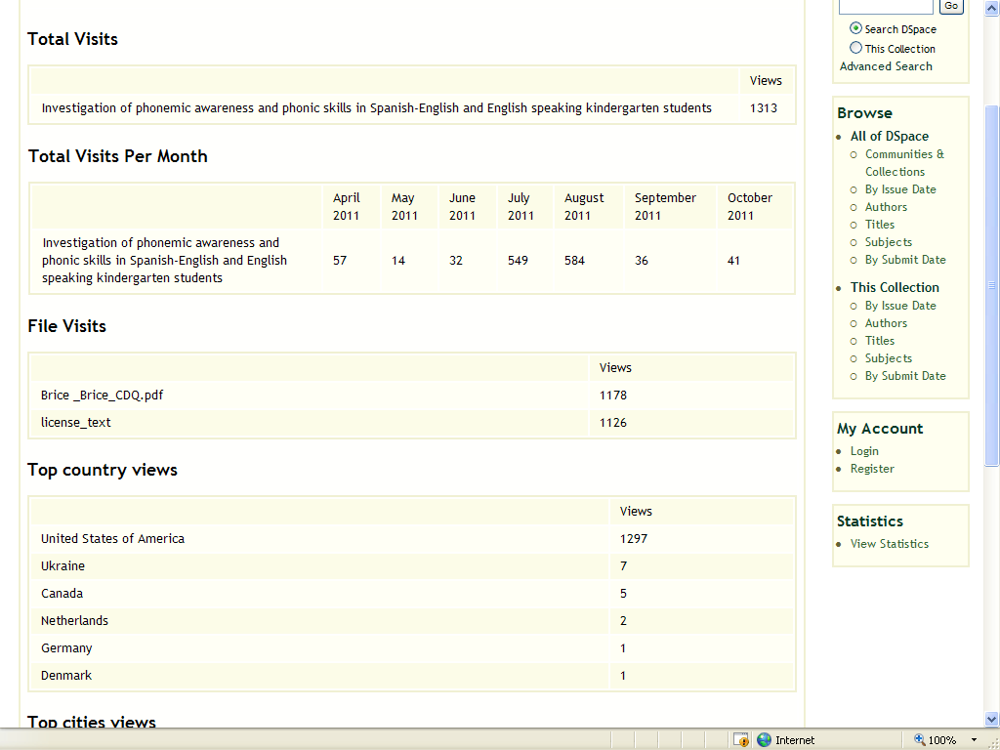 Total Visits
Views
Investigation of phonemic awareness and phonic skills in Spanish-English and English speaking kindergarten students 1313
Total Visits Per Month
April 2011 May 2011 June 2011 July 2011 August 2011 September 2011 October 2011
Investigation of phonemic awareness and
phonic skills in Spanish-English and English
speaking kindergarten students
57 14 32 549 584 36 41
File Visits
Views
Brice _Brice_CDQ.pdf 1178
license_text 1126
Top country views
Views
United States of America 1297
Ukraine 7
Canada 5
Netherlands 2
Germany 1
Denmark 1
Top cities views
Go
Search DSpace
This Collection
Advanced Search
Browse
All of DSpace
Communities &
Collections
By Issue Date
Authors
Titles
Subjects
By Submit Date
This Collection
By Issue Date
Authors
Titles
Subjects
By Submit Date
My Account
Login
Register
Statistics
View Statistics
Internet
100%